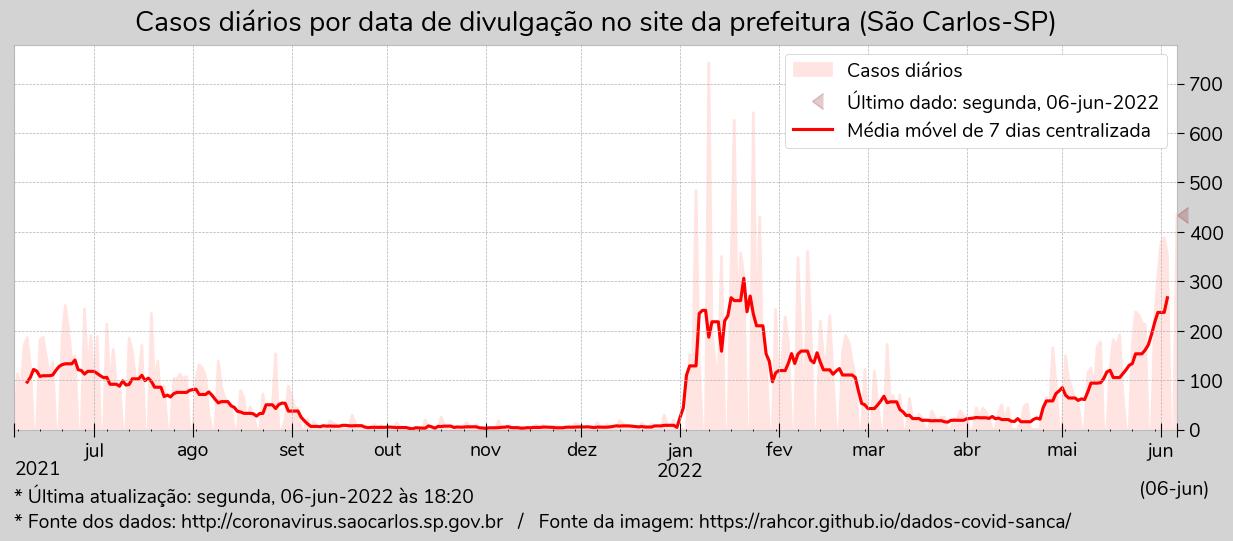 Casos diários por data de divulgação no site da prefeitura (São Carlos-SP)
Casos diários
Último dado: segunda, 06-jun-2022
Média móvel de 7 dias centralizada
700
600
500
400
300
200
100
0
jul ago set out nov dez jan fev mar abr mai jun
2021 2022
(06-jun)
* Última atualização: segunda, 06-jun-2022 às 18:20
* Fonte dos dados: http://coronavirus.saocarlos.sp.gov.br / Fonte da imagem: https://rahcor.github.io/dados-covid-sanca/